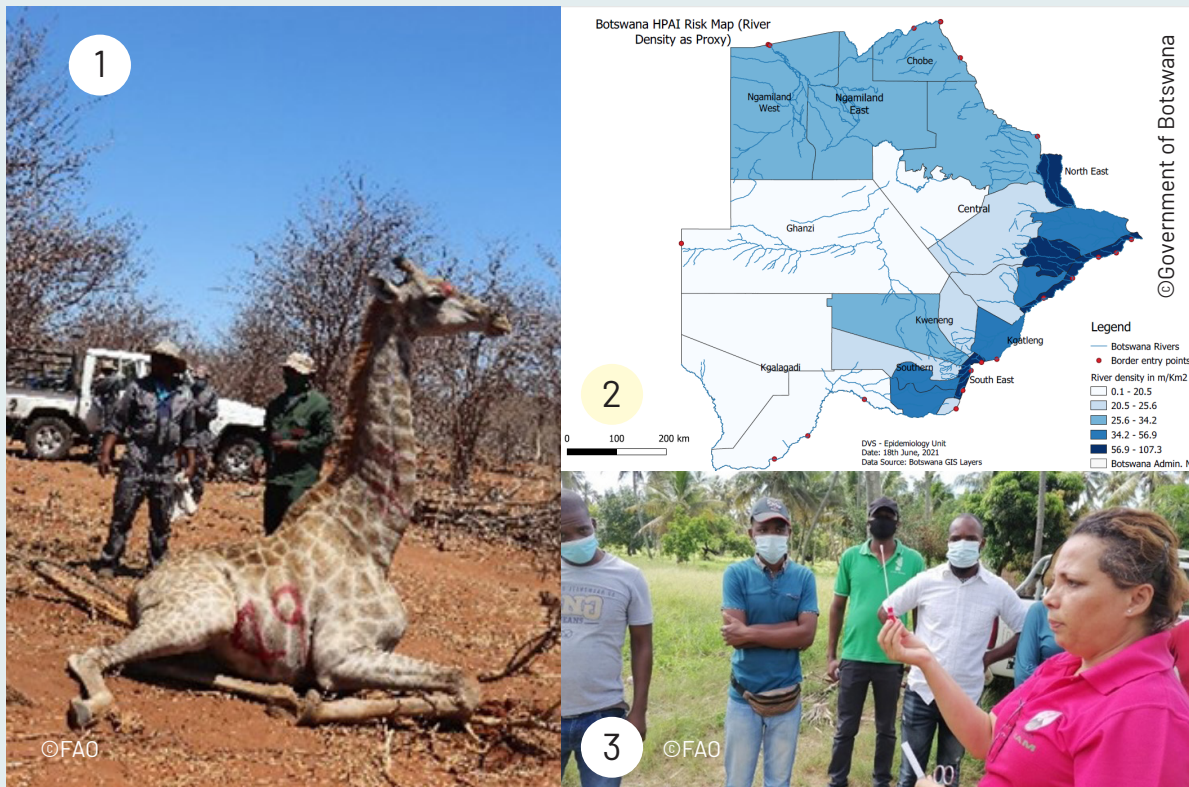 1
29
©FAO
Botswana HPAI Risk Map (River
Density as Proxy)
Chobe
Ngamiland
West
Ngamiland
East
North East
Central
Ghanzi
Kweneng
Kgatleng
Kgalagadi
Southern
South East
2
0 100 200 km
DVS - Epidemiology Unit
Date: 18th June, 2021
Data Source: Botswana GIS Layers
Legend
Botswana Rivers
Border entry points
River density in m/Km2
0.1 - 20.5
20.5 - 25.6
25.6 - 34.2
34.2 - 56.9
56.9 - 107.3
Botswana Admin.
©Government of Botswana
3
©FAO